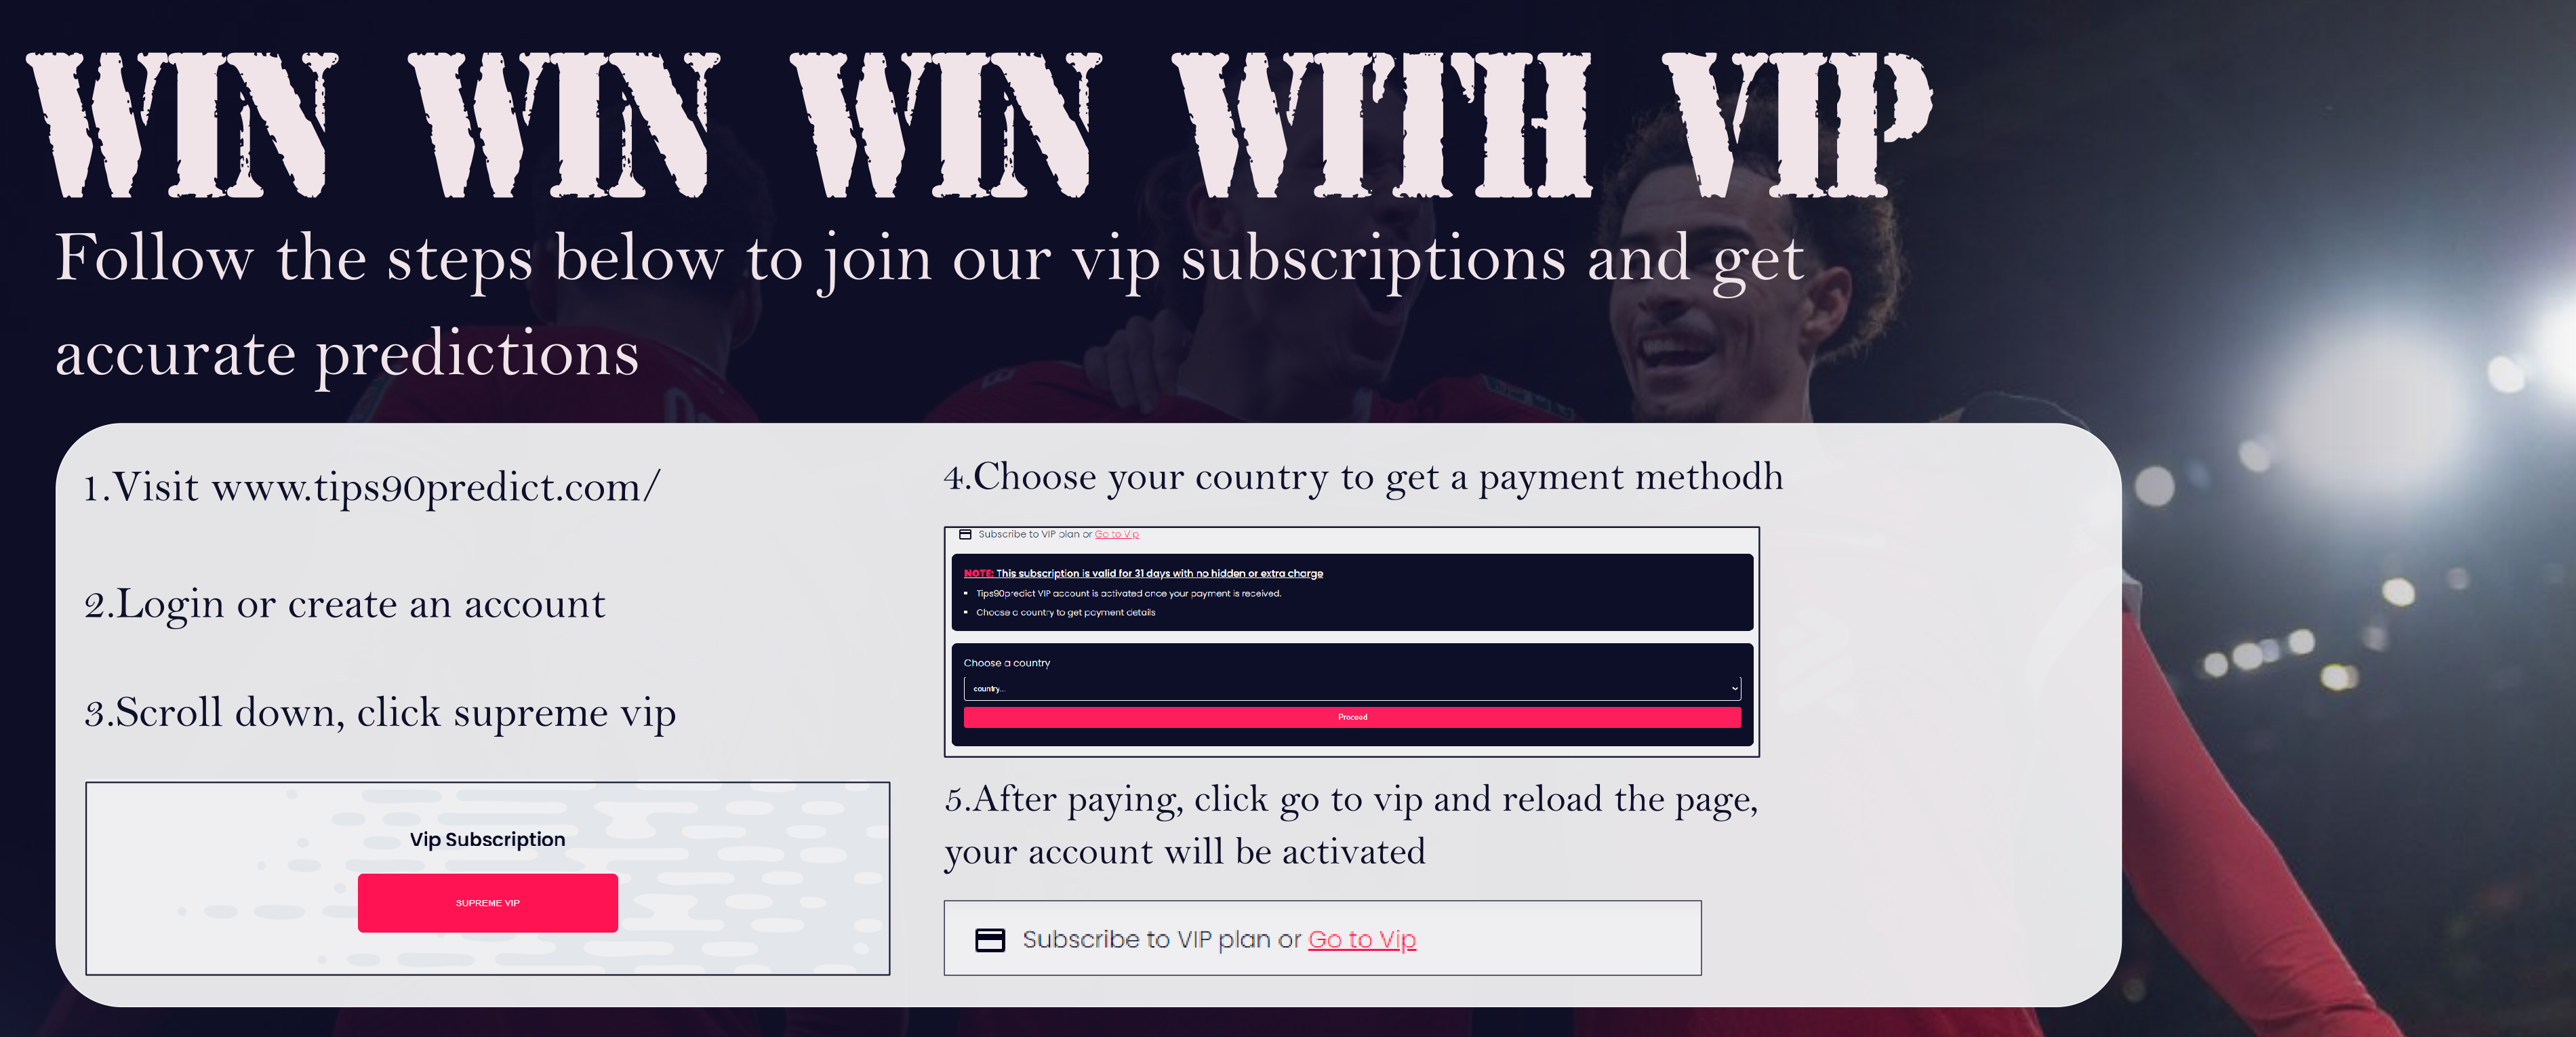 WIN WIN WIN WITH VIP
Follow the steps below to join our vip subscriptions and get
accurate predictions
1.Visit www.tips90predict.com/
2.Login or create an account
3.Scroll down, click supreme vip
Vip Subscription
SUPREME VIP
4.Choose your country to get a payment methodh
Subscribe to VIP plan or Go to Vip
NOTE: This subscription is valid for 31 days with no hidden or extra charge
Tips90predict VIP account is activated once your payment is received.
Choose a country to get payment details
Choose a country
country...
Proceed
5.After paying, click go to vip and reload the page,
your account will be activated
Subscribe to VIP plan or Go to Vip